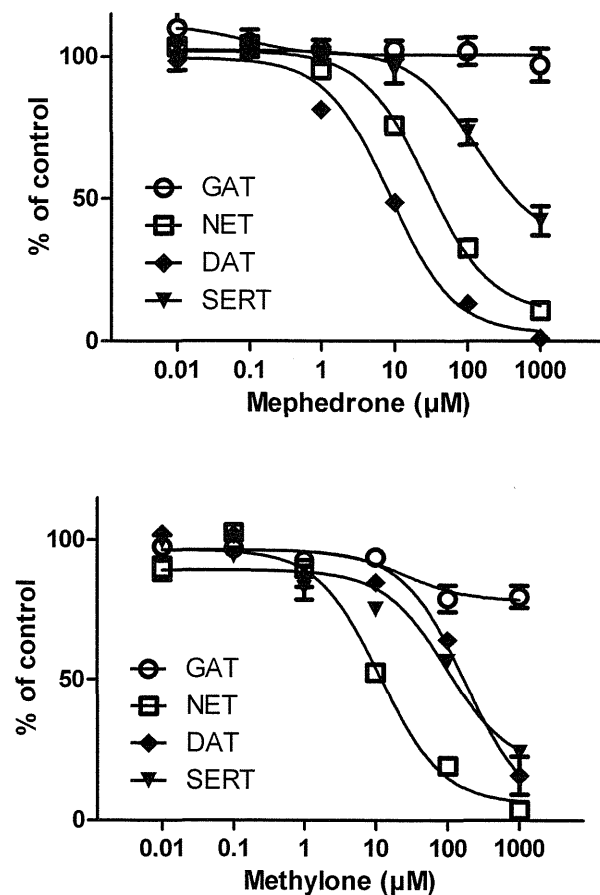 100
50
0
% of control
GAT
NET
DAT
SERT
0.01 0.1 1 10 100 1000
Mephedrone (µM)
100
50
0
% of control
GAT
NET
DAT
SERT
0.01 0.1 1 10 100 1000
Methylone (µM)